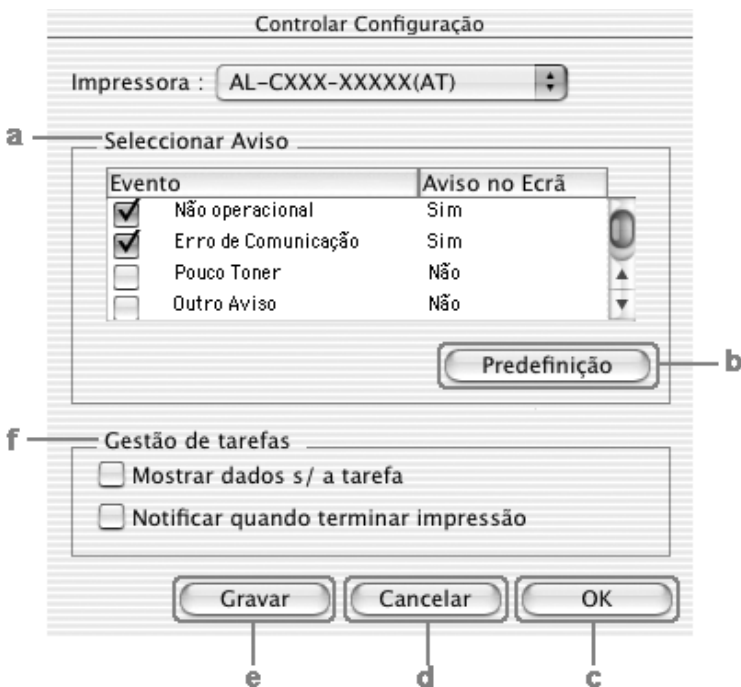 Controlar Configuração
Impressora : AL-CXXX-XXXXX(AT)
a
Seleccionar Aviso
Evento Aviso no Ecrã
Não operacional Sim
Erro de Comunicação Sim
Pouco Toner Não
Outro Aviso Não
Predefinição
b
f
Gestão de tarefas
Mostrar dados s/ a tarefa
Notificar quando terminar impressão
Gravar Cancelar OK
e d c